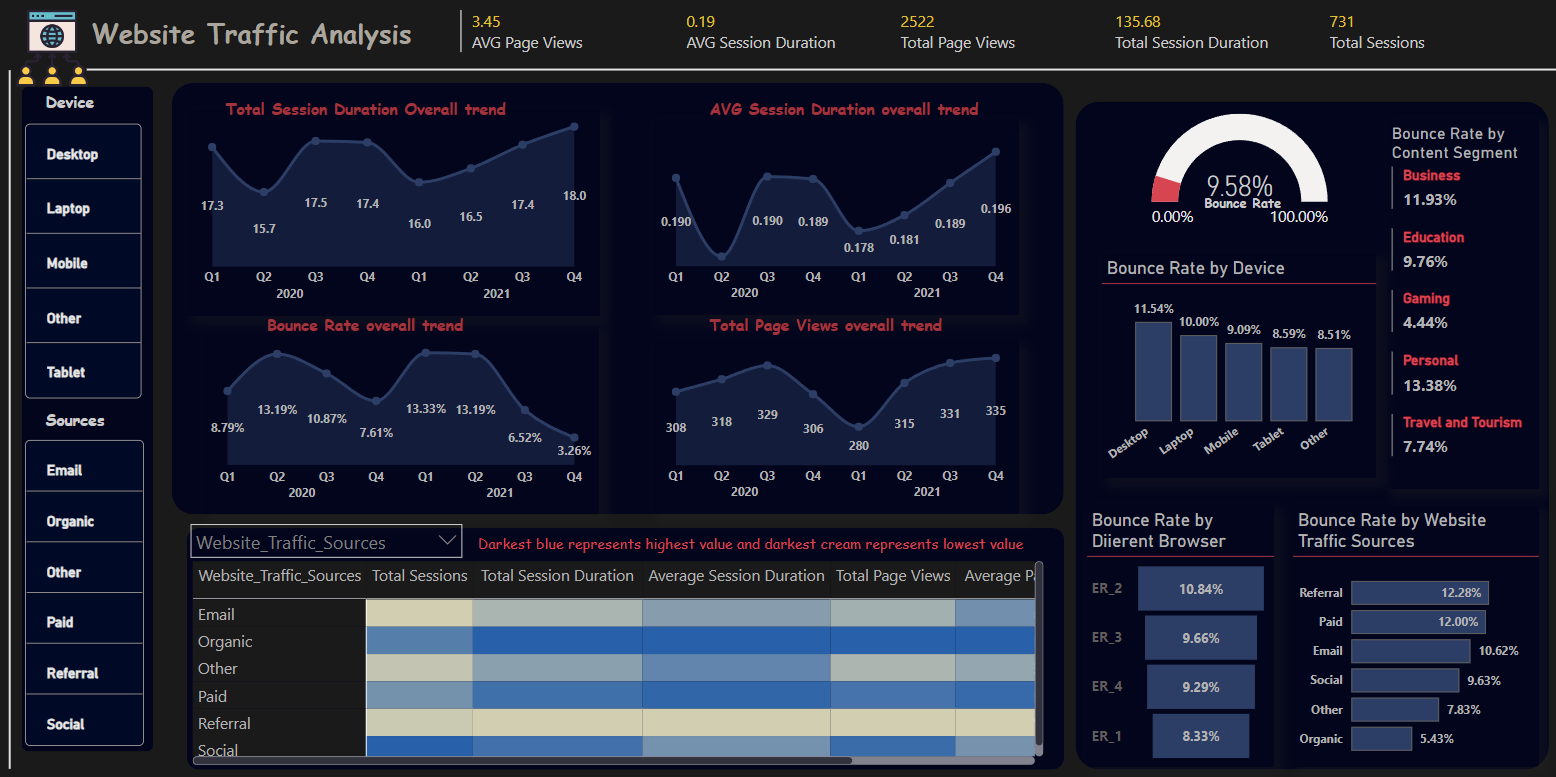 Website Traffic Analysis
3.45
AVG Page Views
0.19
AVG Session Duration
2522
Total Page Views
135.68
Total Session Duration
731
Total Sessions
Device
Desktop
Laptop
Mobile
Other
Tablet
Sources
Email
Organic
Other
Paid
Referral
Social
Total Session Duration Overall trend
17.3
15.7
17.5
17.4
16.0
16.5
17.4
18.0
Q1 Q2 Q3 Q4 Q1 Q2 Q3 Q4
2020 2021
AVG Session Duration overall trend
0.190
0.190
0.189
0.178
0.181
0.189
0.196
Q1 Q2 Q3 Q4 Q1 Q2 Q3 Q4
2020 2021
Bounce Rate overall trend
8.79%
13.19%
10.87%
7.61%
13.33%
13.19%
6.52%
3.26%
Q1 Q2 Q3 Q4 Q1 Q2 Q3 Q4
2020 2021
Total Page Views overall trend
308
318
329
306
280
315
331
335
Q1 Q2 Q3 Q4 Q1 Q2 Q3 Q4
2020 2021
Website_Traffic_Sources
Darkest blue represents highest value and darkest cream represents lowest value
Website_Traffic_Sources Total Sessions Total Session Duration Average Session Duration Total Page Views Average P
Email
Organic
Other
Paid
Referral
Social
9.58%
Bounce Rate
0.00% 100.00%
Bounce Rate by
Content Segment
Business
11.93%
Education
9.76%
Gaming
4.44%
Personal
13.38%
Travel and Tourism
7.74%
Bounce Rate by Device
11.54%
10.00%
9.09%
8.59%
8.51%
Desktop
Laptop
Mobile
Tablet
Other
Bounce Rate by
Diierent Browser
ER_2 10.84%
ER_3 9.66%
ER_4 9.29%
ER_1 8.33%
Bounce Rate by Website
Traffic Sources
Referral 12.28%
Paid 12.00%
Email 10.62%
Social 9.63%
Other 7.83%
Organic 5.43%